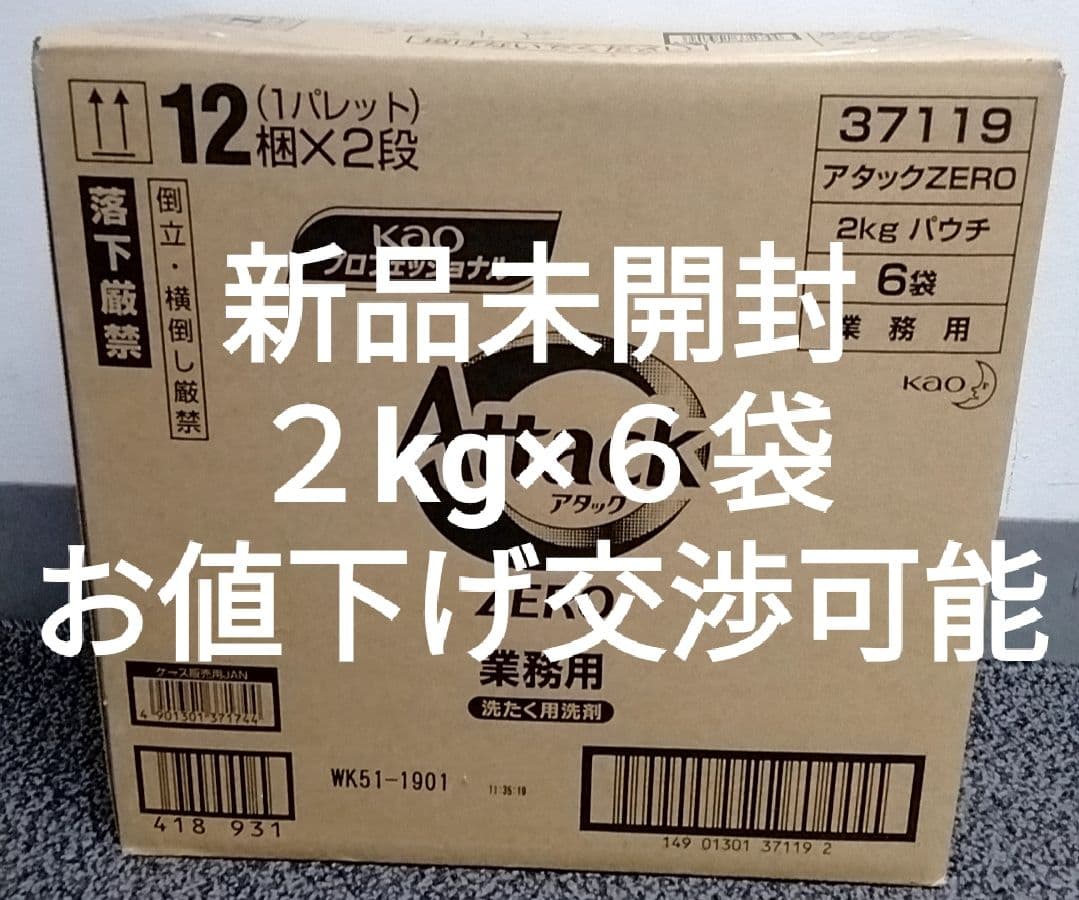 12(1パレット)
梱×2段
落下厳禁
倒立・横倒し厳禁
37119
アタックZERO
2kg パウチ
6袋
業務用
Kao
Kao
プロフェッショナル
新品未開封
Attack
アタック
２kg×６袋
ZERO
お値下げ交渉可能
業務用
洗たく用洗剤
ケース販売用JAN
4 901301 371744
418 931
WK51-1901
11:35:19
149 01301 37119 2